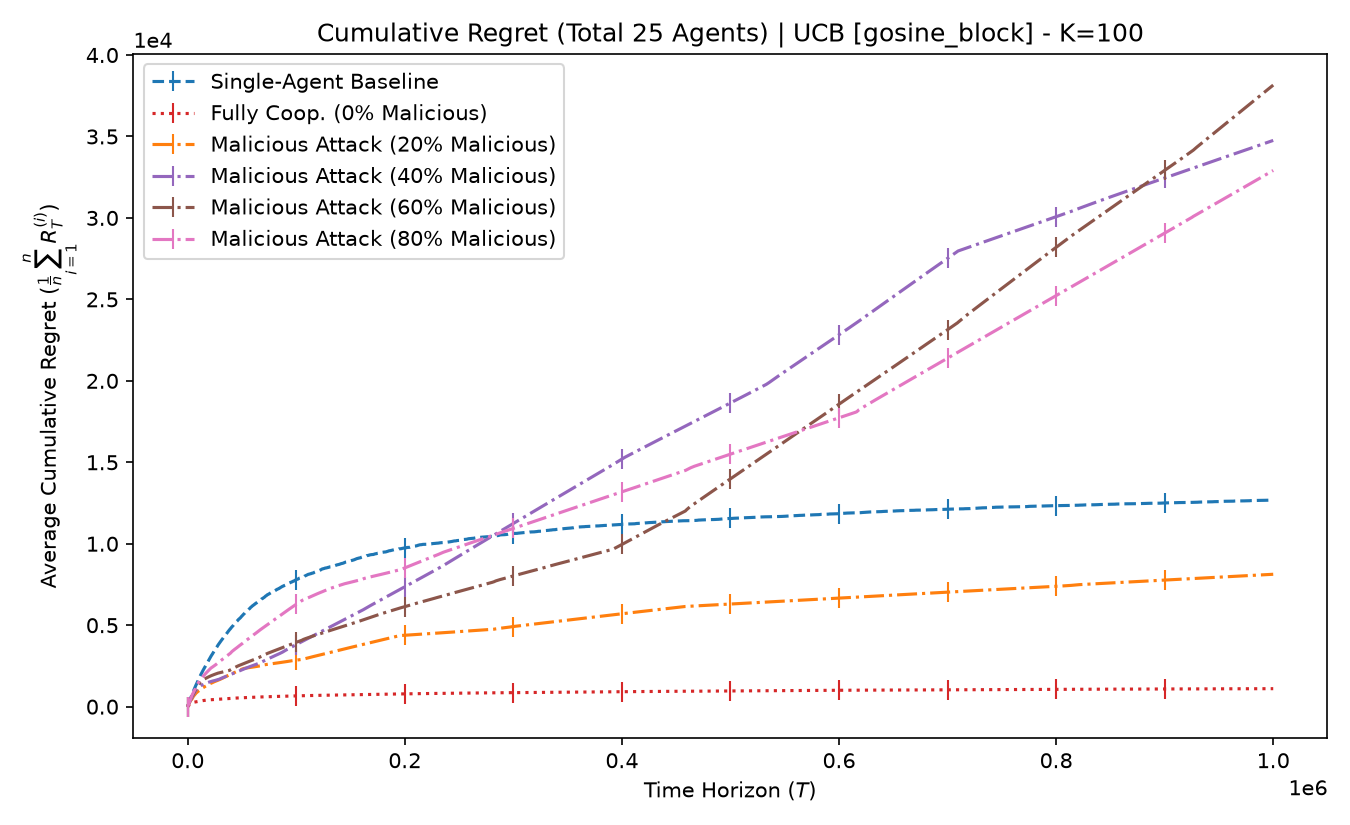 Cumulative Regret (Total 25 Agents) | UCB [gosine_block] - K=100
1e4
4.0
3.5
3.0
2.5
2.0
1.5
1.0
0.5
0.0
Average Cumulative Regret ($\frac{1}{n}\sum_{i=1}^{n} R_T^{(i)}$)
Single-Agent Baseline
Fully Coop. (0% Malicious)
Malicious Attack (20% Malicious)
Malicious Attack (40% Malicious)
Malicious Attack (60% Malicious)
Malicious Attack (80% Malicious)
0.0 0.2 0.4 0.6 0.8 1.0
1e6
Time Horizon (T)